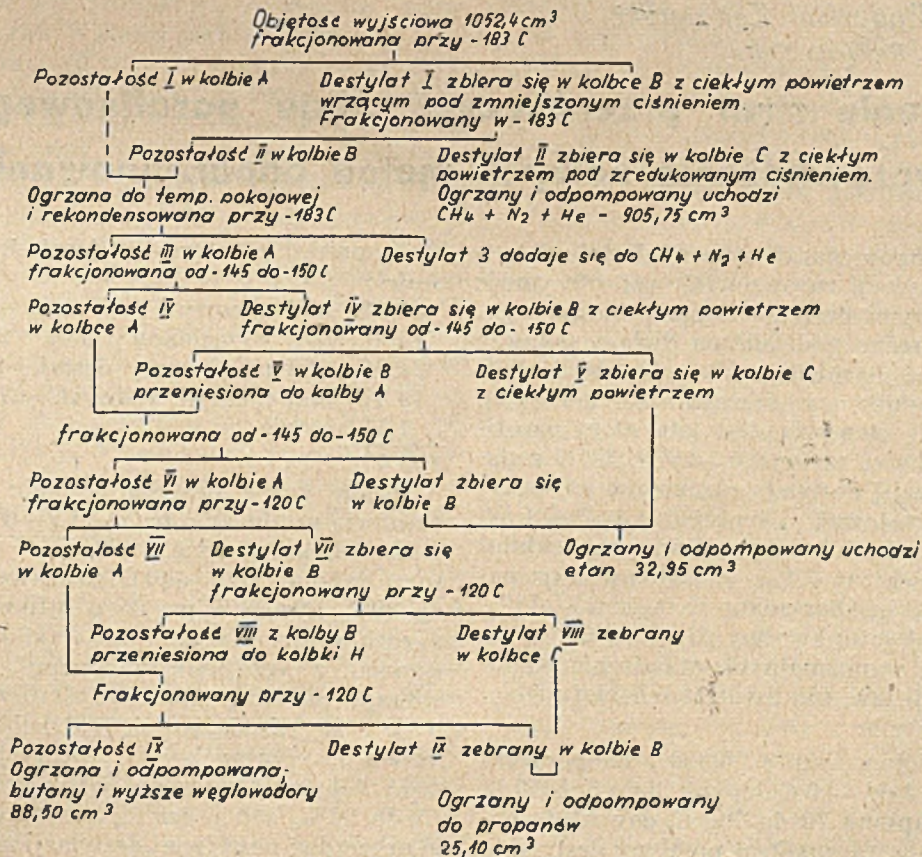 Objętość wyjściowa 1052,4 cm³
frakcjonowana przy -183 C
Pozostałość I w kolbie A
Destylat I zbiera się w kolbce B z ciekłym powietrzem
wrzącym pod zmniejszonym ciśnieniem.
Frakcjonowany w -183 C
Pozostałość II w kolbie B
Destylat II zbiera się w kolbie C z ciekłym
powietrzem pod zredukowanym ciśnieniem.
Ogrzany i odpompowany uchodzi
CH4 + N2 + He - 905,75 cm³
Ogrzana do temp. pokojowej
i rekondensowana przy -183 C
Pozostałość III w kolbie A
frakcjonowana od -145 do -150 C
Destylat 3 dodaje się do CH4 + N2 + He
Pozostałość IV
w kolbce A
Destylat IV zbiera się w kolbie B z ciekłym powietrzem
frakcjonowany od -145 do - 150 C
Pozostałość V w kolbie B
przeniesiona do kolby A
Destylat V zbiera się w kolbie C
z ciekłym powietrzem
frakcjonowana od -145 do -150 C
Pozostałość VI w kolbie A
frakcjonowana przy -120 C
Destylat zbiera się
w kolbie B
Pozostałość VII
w kolbie A
Destylat VII zbiera się
w kolbie B
frakcjonowany przy -120 C
Ogrzany i odpompowany uchodzi
etan 32,95 cm³
Pozostałość VIII z kolby B
przeniesiona do kolbki H
Destylat VIII zebrany
w kolbce C
Frakcjonowany przy - 120 C
Pozostałość IX
Ogrzana i odpompowana,
butany i wyższe węglowodory
88,50 cm³
Destylat IX zebrany w kolbie B
Ogrzany i odpompowany
do propanów
25,10 cm³